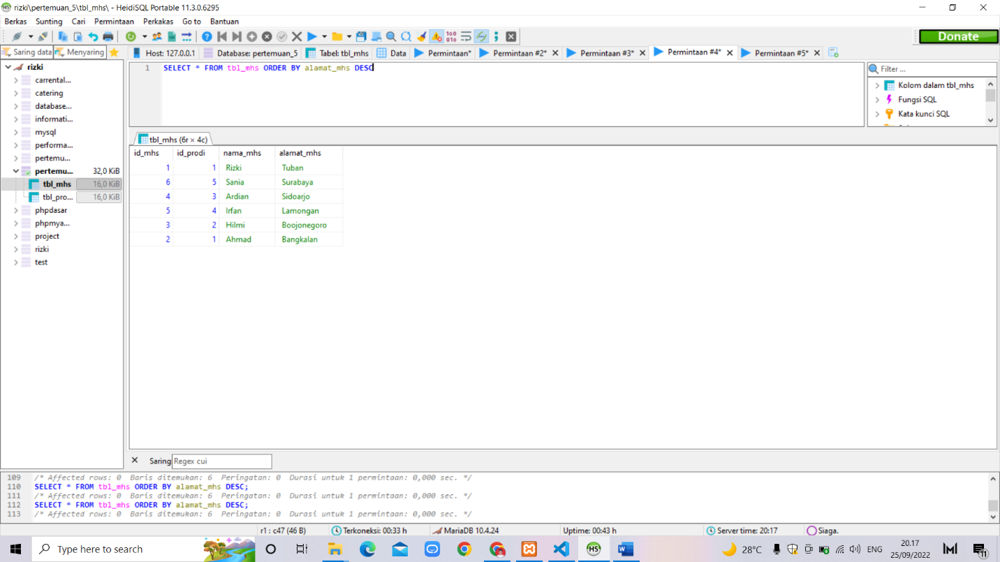 rizki\pertemuan_5\tbl_mhs\ - HeidiSQL Portable 11.3.0.6295
Berkas Sunting Cari Permintaan Perkakas Go to Bantuan
Donate
Saring data Menyaring Host: 127.0.0.1 Database: pertemuan_5 Tabel: tbl_mhs Data Permintaan* Permintaan #2* Permintaan #3* Permintaan #4* Permintaan #5*
rizki
carrental...
catering
database...
informati...
mysql
performa...
pertemu...
pertemu... 32,0 KiB
tbl_mhs 16,0 KiB
tbl_pro... 16,0 KiB
phpdasar
phpmya...
project
rizki
test
1 SELECT * FROM tbl_mhs ORDER BY alamat_mhs DESC
Filter ...
Kolom dalam tbl_mhs
Fungsi SQL
Kata kunci SQL
tbl_mhs (6r × 4c)
id_mhs id_prodi nama_mhs alamat_mhs
1 1 Rizki Tuban
6 5 Sania Surabaya
4 3 Ardian Sidoarjo
5 4 Irfan Lamongan
3 2 Hilmi Boojonegoro
2 1 Ahmad Bangkalan
Saring Regex cui
109 /* Affected rows: 0 Baris ditemukan: 6 Peringatan: 0 Durasi untuk 1 permintaan: 0,000 sec. */
110 SELECT * FROM tbl_mhs ORDER BY alamat_mhs DESC;
111 /* Affected rows: 0 Baris ditemukan: 6 Peringatan: 0 Durasi untuk 1 permintaan: 0,000 sec. */
112 SELECT * FROM tbl_mhs ORDER BY alamat_mhs DESC;
113 /* Affected rows: 0 Baris ditemukan: 6 Peringatan: 0 Durasi untuk 1 permintaan: 0,000 sec. */
r1 : c47 (46 B) Terkoneksi: 00:33 h MariaDB 10.4.24 Uptime: 00:43 h Server time: 20:17 Siaga.
Type here to search
28°C ENG
20.17
25/09/2022
11